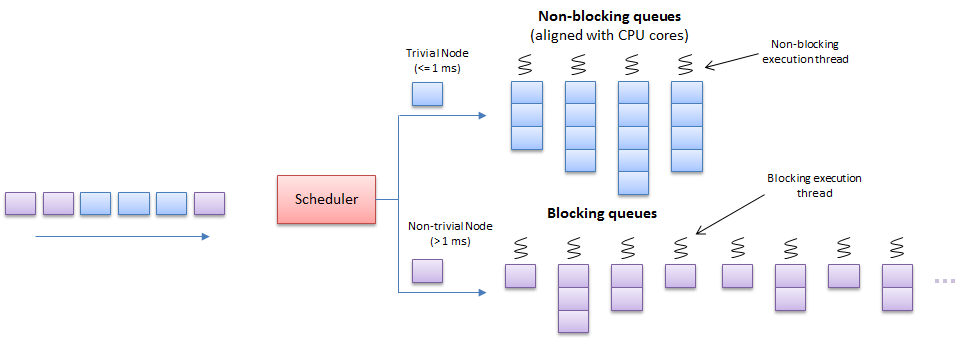 Non-blocking queues
(aligned with CPU cores)
Trivial Node
(<= 1 ms)
Non-blocking
execution thread
Scheduler
Blocking execution
thread
Blocking queues
Non-trivial Node
(>1 ms)
...